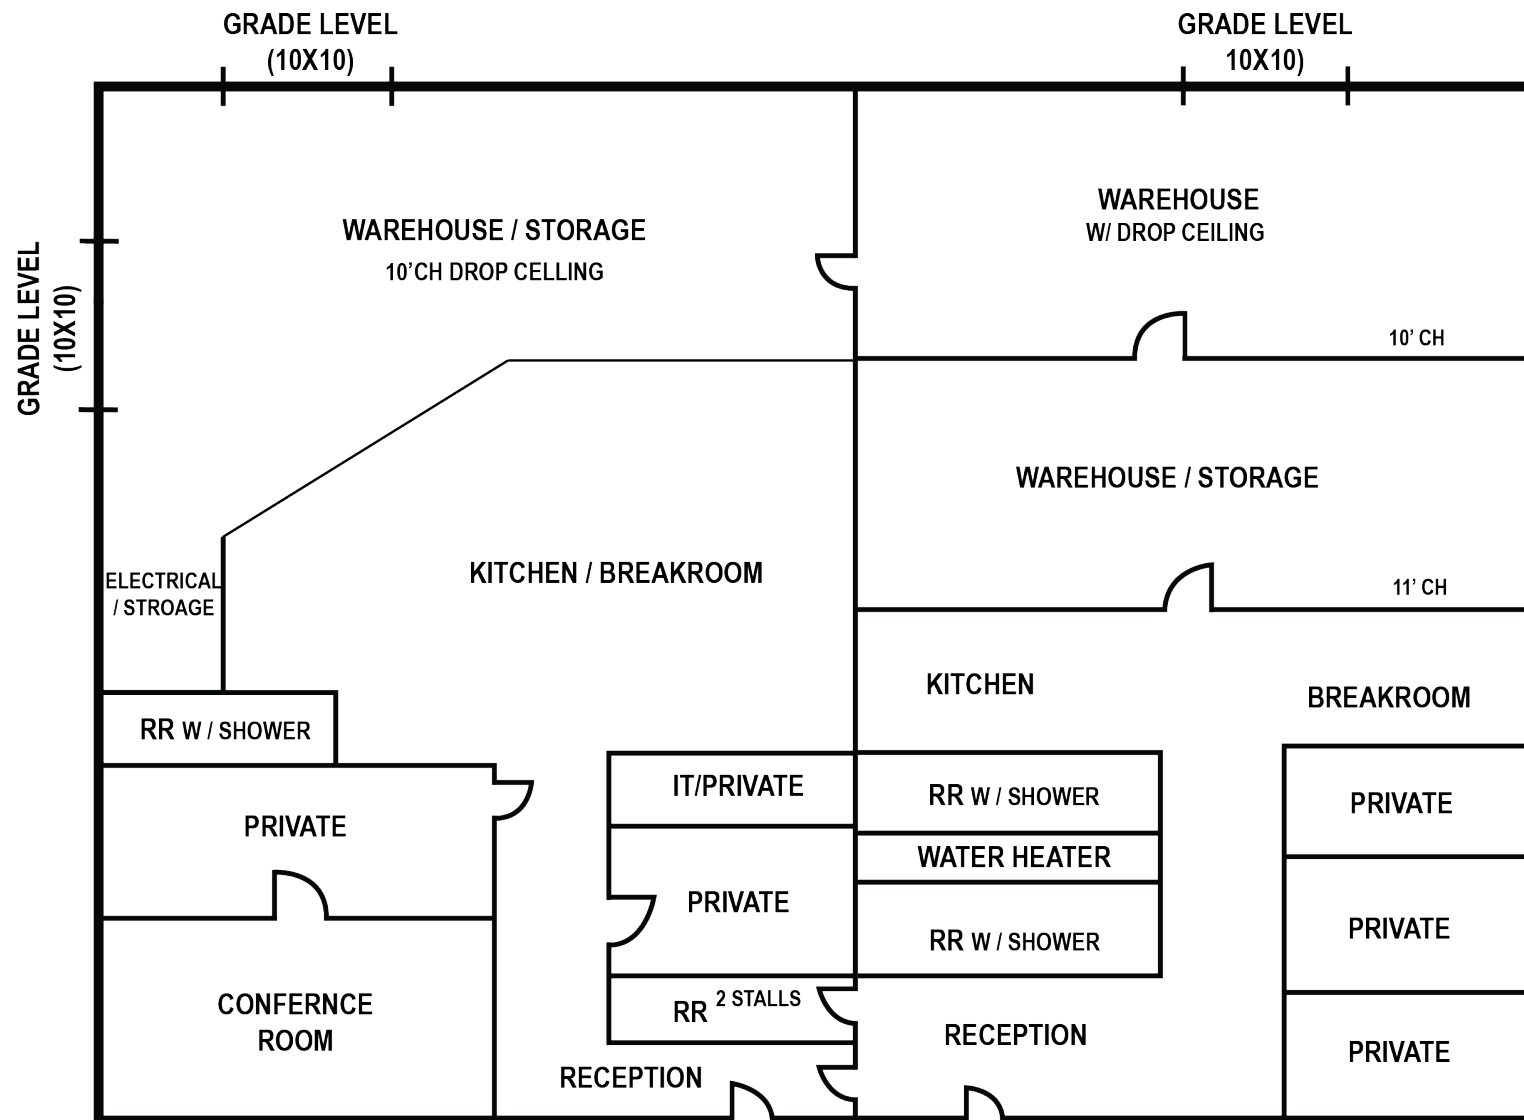 GRADE LEVEL
(10X10)
GRADE LEVEL
10X10)
GRADE LEVEL
(10X10)
WAREHOUSE / STORAGE
10’CH DROP CELLING
WAREHOUSE
W/ DROP CEILING
10’ CH
WAREHOUSE / STORAGE
11’ CH
ELECTRICAL
/ STROAGE
KITCHEN / BREAKROOM
KITCHEN
BREAKROOM
RR W / SHOWER
PRIVATE
CONFERNCE
ROOM
IT/PRIVATE
PRIVATE
RR 2 STALLS
RECEPTION
RR W / SHOWER
WATER HEATER
RR W / SHOWER
RECEPTION
PRIVATE
PRIVATE
PRIVATE